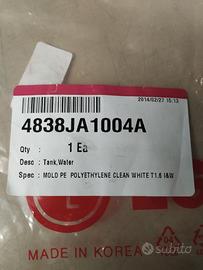 2014/02/27 15:13
4838JA1004A
Qty : 1 Ea
Desc : Tank,Water
Spec : MOLD PE POLYETHYLENE CLEAN WHITE T1.6 I&W
LG
MADE IN KOREA
subito